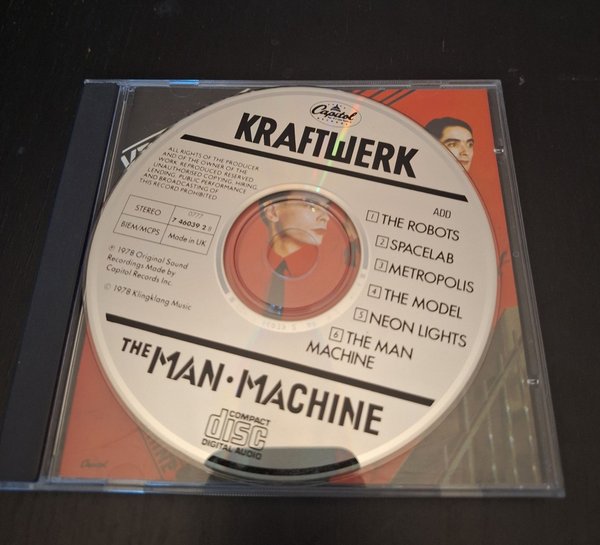 Capitol
KRAFTWERK
ALL RIGHTS OF THE PRODUCER
AND OF THE OWNER OF THE
WORK REPRODUCED RESERVED
UNAUTHORISED COPYING, HIRING,
LENDING, PUBLIC PERFORMANCE
AND BROADCASTING OF
THIS RECORD PROHIBITED
STEREO
0777
7 46039 2 8
BIEM/MCPS
Made in UK
℗ 1978 Original Sound
Recordings Made by
Capitol Records Inc.
© 1978 Klingklang Music
ADD
1 THE ROBOTS
2 SPACELAB
3 METROPOLIS
4 THE MODEL
5 NEON LIGHTS
6 THE MAN
MACHINE
THE MAN·MACHINE
COMPACT
disc
DIGITAL AUDIO
Capitol